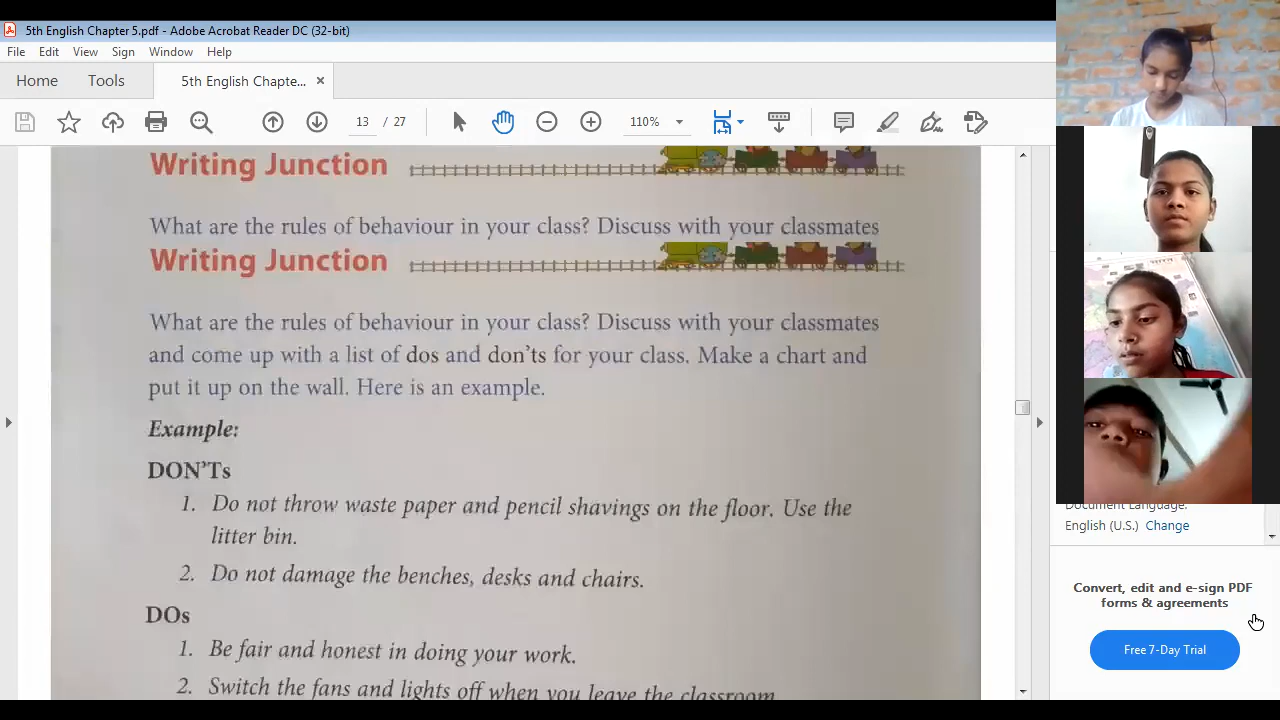 5th English Chapter 5.pdf - Adobe Acrobat Reader DC (32-bit)
File Edit View Sign Window Help
Home Tools 5th English Chapte... ×
13 / 27 110%
Writing Junction
What are the rules of behaviour in your class? Discuss with your classmates
Writing Junction
What are the rules of behaviour in your class? Discuss with your classmates
and come up with a list of dos and don'ts for your class. Make a chart and
put it up on the wall. Here is an example.
Example:
DON'Ts
1. Do not throw waste paper and pencil shavings on the floor. Use the
litter bin.
2. Do not damage the benches, desks and chairs.
DOs
1. Be fair and honest in doing your work.
2. Switch the fans and lights off when you leave the classroom
Document Language:
English (U.S.) Change
Convert, edit and e-sign PDF
forms & agreements
Free 7-Day Trial